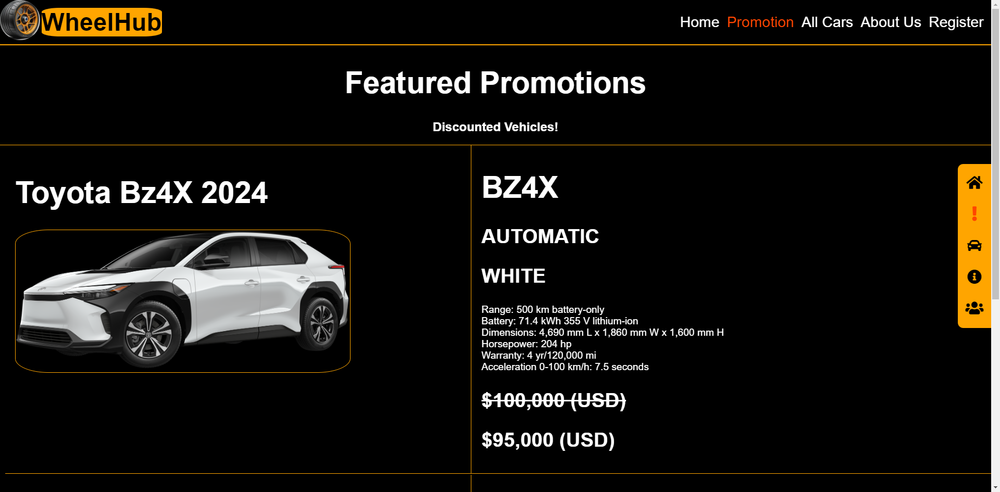 WheelHub
Home Promotion All Cars About Us Register
Featured Promotions
Discounted Vehicles!
Toyota Bz4X 2024
BZ4X
AUTOMATIC
WHITE
Range: 500 km battery-only
Battery: 71.4 kWh 355 V lithium-ion
Dimensions: 4,690 mm L x 1,860 mm W x 1,600 mm H
Horsepower: 204 hp
Warranty: 4 yr/120,000 mi
Acceleration 0-100 km/h: 7.5 seconds
$100,000 (USD)
$95,000 (USD)